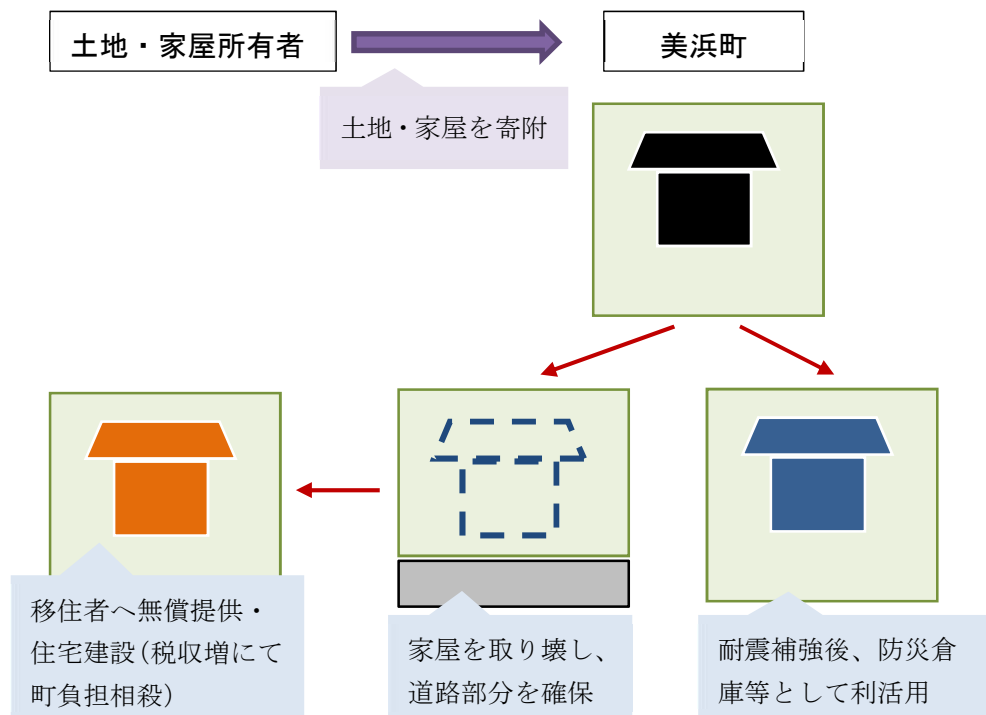 土地・家屋所有者
美浜町
土地・家屋を寄附
移住者へ無償提供・
住宅建設(税収増にて
町負担相殺)
家屋を取り壊し、
道路部分を確保
耐震補強後、防災倉
庫等として利活用